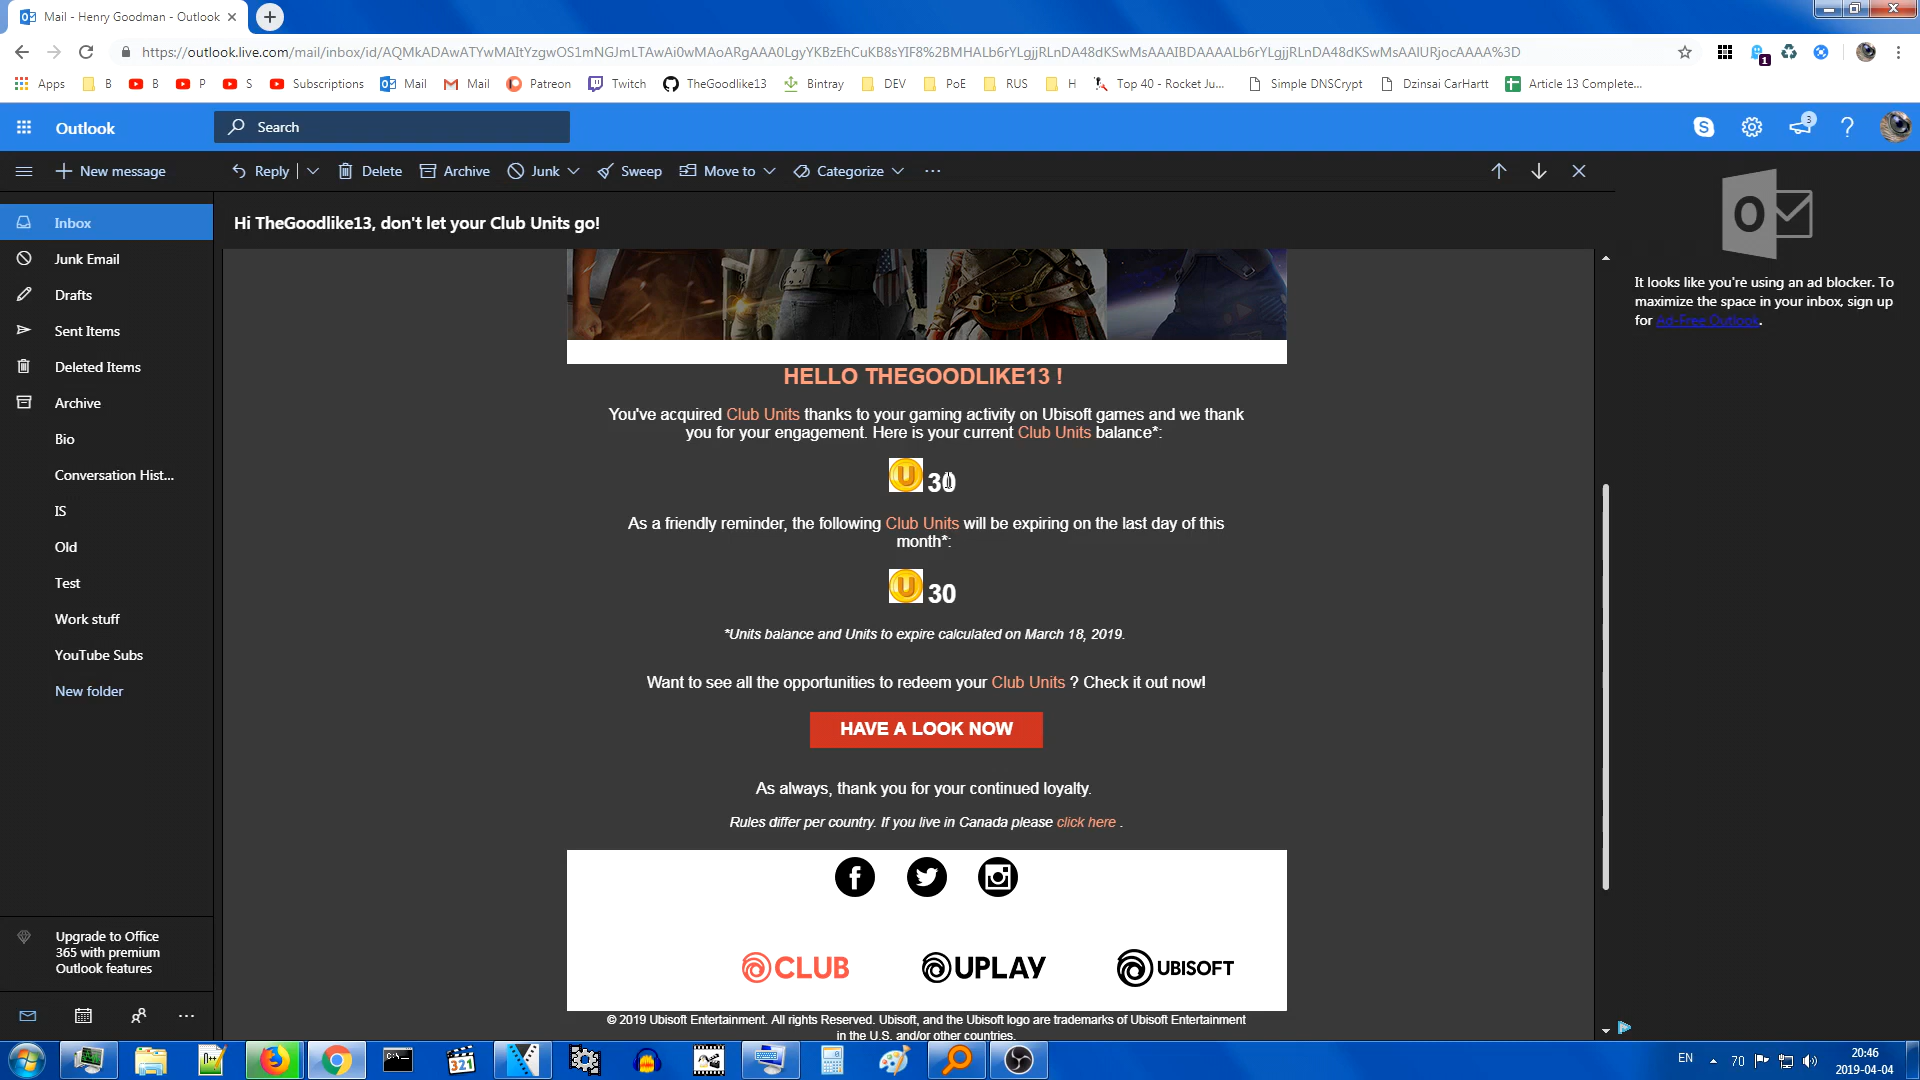 Mail - Henry Goodman - Outlook
https://outlook.live.com/mail/inbox/id/AQMkADAwATYwMAItYzgwOS1mNGJmLTAwAi0wMAoARgAAA0LgyYKBzEhCuKB8sYIF8%2BMHALb6rYLgjjRLnDA48dKSwMsAAAIBDAAAALb6rYLgjjRLnDA48dKSwMsAAlURjocAAAA%3D
1
Apps B B P S Subscriptions Mail Mail Patreon Twitch TheGoodlike13 Bintray DEV PoE RUS H Top 40 - Rocket Ju... Simple DNSCrypt Dzinsai CarHartt Article 13 Complete...
Outlook
Search
3
New message
Reply Delete Archive Junk Sweep Move to Categorize
Inbox
Junk Email
Drafts
Sent Items
Deleted Items
Archive
Bio
Conversation Hist...
IS
Old
Test
Work stuff
YouTube Subs
New folder
Upgrade to Office
365 with premium
Outlook features
Hi TheGoodlike13, don't let your Club Units go!
HELLO THEGOODLIKE13 !
You've acquired Club Units thanks to your gaming activity on Ubisoft games and we thank
you for your engagement. Here is your current Club Units balance*:
U 30
As a friendly reminder, the following Club Units will be expiring on the last day of this
month*:
U 30
*Units balance and Units to expire calculated on March 18, 2019.
Want to see all the opportunities to redeem your Club Units ? Check it out now!
HAVE A LOOK NOW
As always, thank you for your continued loyalty.
Rules differ per country. If you live in Canada please click here .
CLUB UPLAY UBISOFT
© 2019 Ubisoft Entertainment. All rights Reserved. Ubisoft, and the Ubisoft logo are trademarks of Ubisoft Entertainment
in the U.S. and/or other countries.
It looks like you're using an ad blocker. To
maximize the space in your inbox, sign up
for Ad-Free Outlook.
EN 70
20:46
2019-04-04